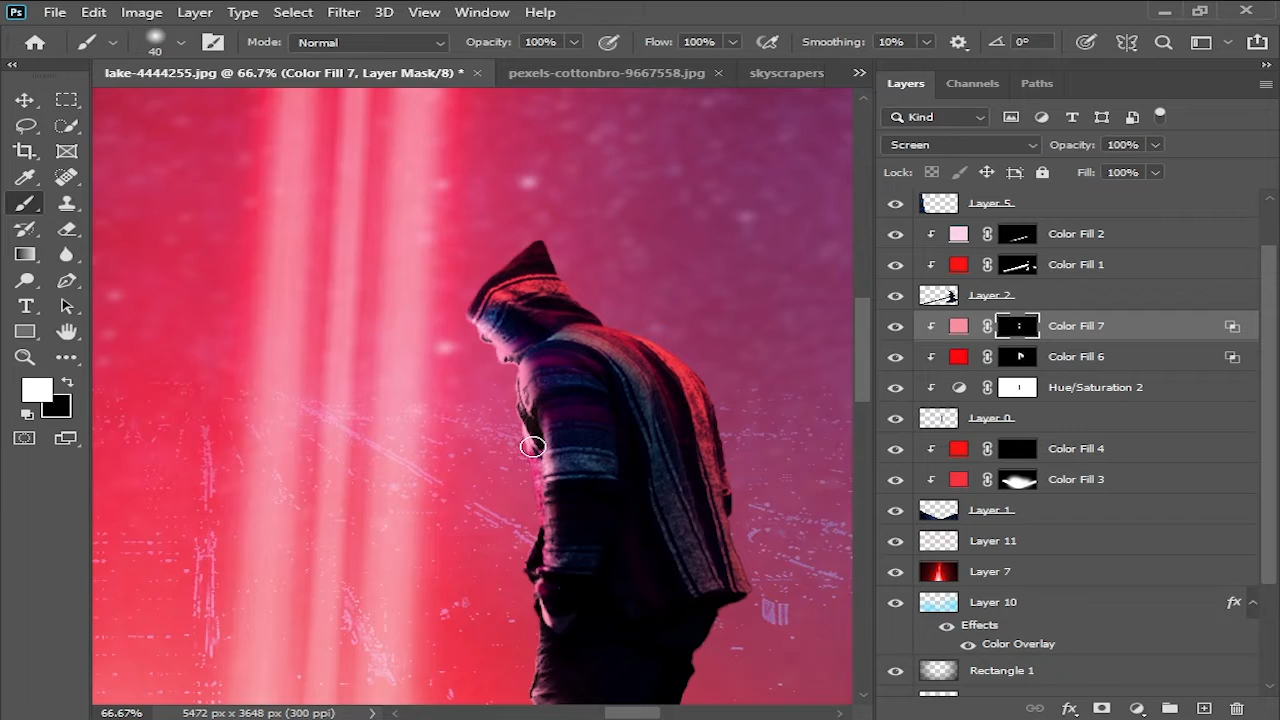 Ps File Edit Image Layer Type Select Filter 3D View Window Help
40 Mode: Normal Opacity: 100% Flow: 100% Smoothing: 10% 0°
lake-4444255.jpg @ 66.7% (Color Fill 7, Layer Mask/8) * × pexels-cottonbro-9667558.jpg × skyscrapers
Layers Channels Paths
Kind
Screen Opacity: 100%
Lock: Fill: 100%
Layer 5
Color Fill 2
Color Fill 1
Layer 2
Color Fill 7
Color Fill 6
Hue/Saturation 2
Layer 0
Color Fill 4
Color Fill 3
Layer 1
Layer 11
Layer 7
Layer 10 fx
Effects
Color Overlay
Rectangle 1
66.67% 5472 px x 3648 px (300 ppi)
fx